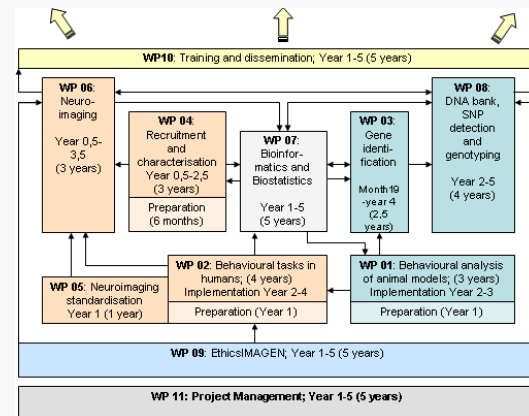 WP10: Training and dissemination; Year 1-5 (5 years)
WP 06:
Neuro-
imaging
Year 0,5-
3,5
(3 years)
WP 04:
Recruitment
and
characterisation
Year 0,5-2,5
(3 years)
Preparation
(6 months)
WP 07:
Bioinfor-
matics and
Biostatistics
Year 1-5
(5 years)
WP 03:
Gene
identi-
fication
Month19
-year 4
(2,5
years)
WP 08:
DNA bank,
SNP
detection
and
genotyping
Year 2-5
(4 years)
WP 05: Neuroimaging
standardisation
Year 1 (1 year)
WP 02: Behavioural tasks in
humans; (4 years)
Implementation Year 2-4
Preparation (Year 1)
WP 01: Behavioural analysis
of animal models; (3 years)
Implementation Year 2-3
Preparation (Year 1)
WP 09: EthicsIMAGEN; Year 1-5 (5 years)
WP 11: Project Management; Year 1-5 (5 years)